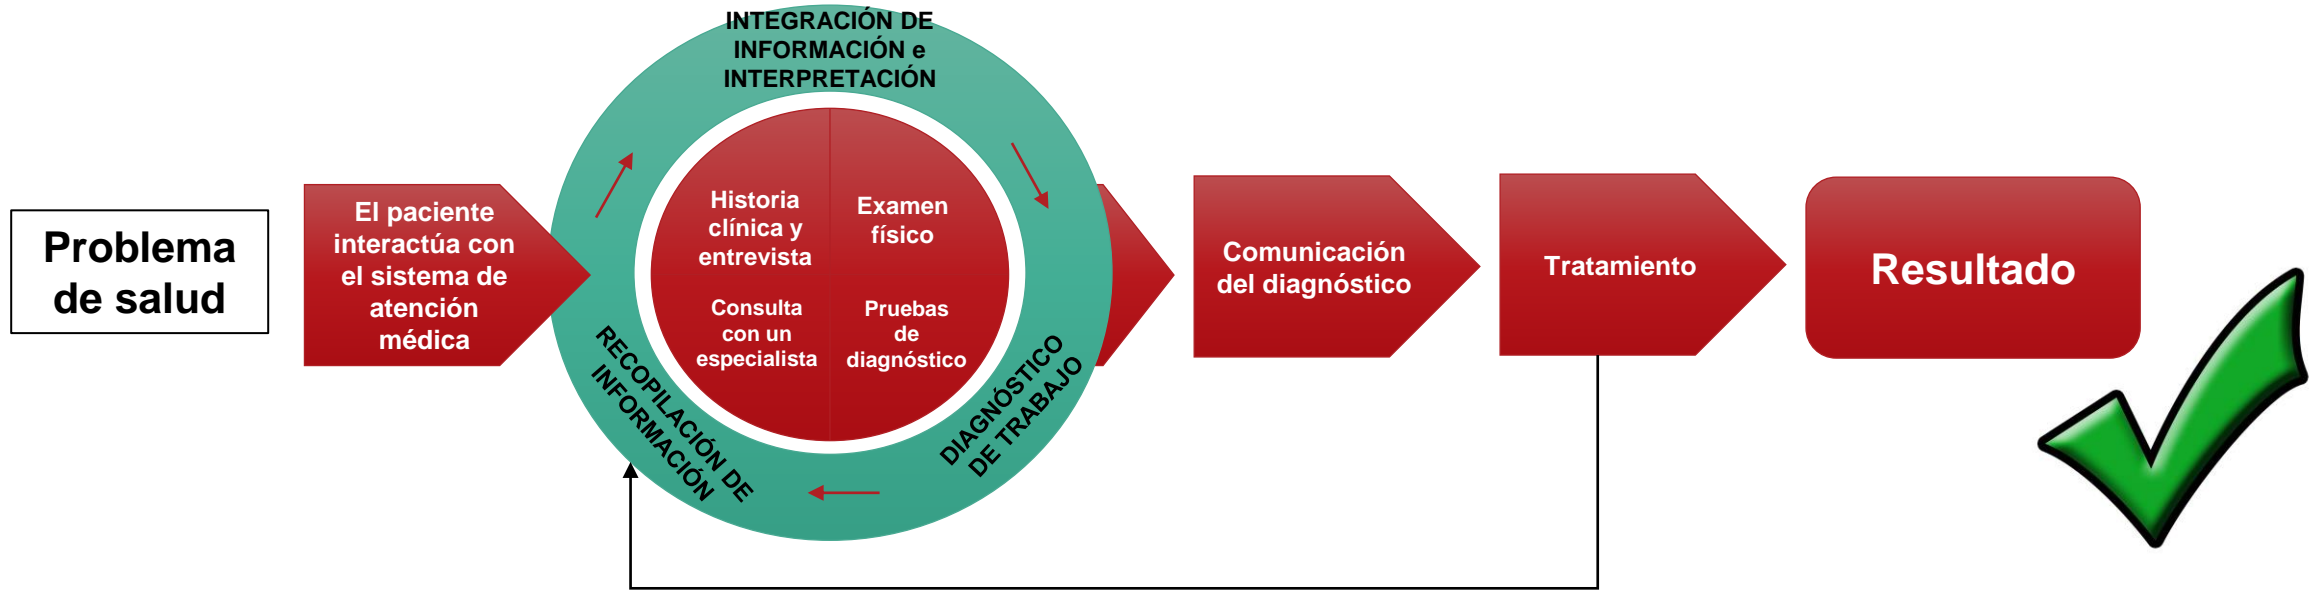 Problema
de salud
El paciente
interactúa con
el sistema de
atención
médica
INTEGRACIÓN DE
INFORMACIÓN e
INTERPRETACIÓN
Historia
clínica y
entrevista
Examen
físico
Consulta
con un
especialista
Pruebas
de
diagnóstico
RECOPILACIÓN DE
INFORMACIÓN
DIAGNÓSTICO
DE TRABAJO
Comunicación
del diagnóstico
Tratamiento
Resultado